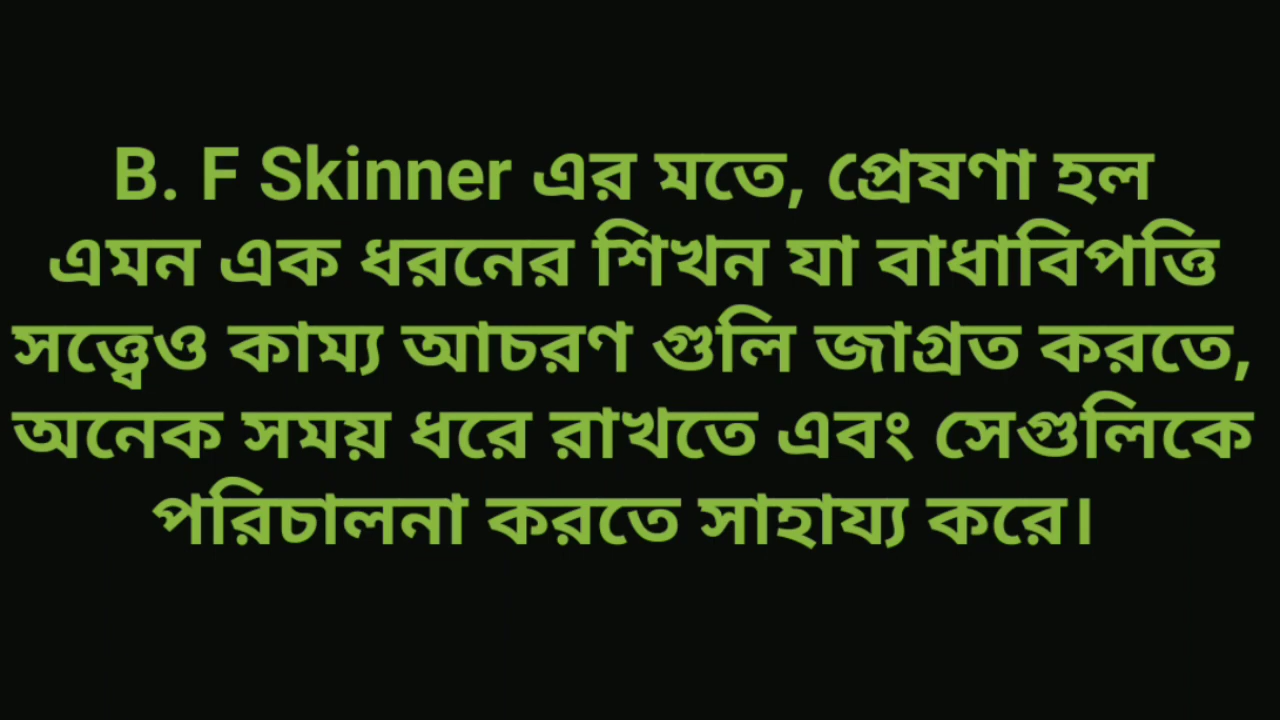 B. F Skinner এর মতে, প্রেষণা হল
এমন এক ধরনের শিখন যা বাধাবিপত্তি
সত্ত্বেও কাম্য আচরণ গুলি জাগ্রত করতে,
অনেক সময় ধরে রাখতে এবং সেগুলিকে
পরিচালনা করতে সাহায্য করে।